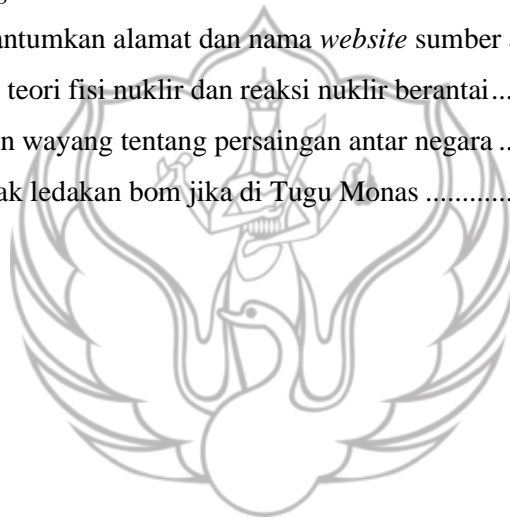 antumkan alamat dan nama website sumber
teori fisi nuklir dan reaksi nuklir berantai...
n wayang tentang persaingan antar negara ..
ak ledakan bom jika di Tugu Monas ............